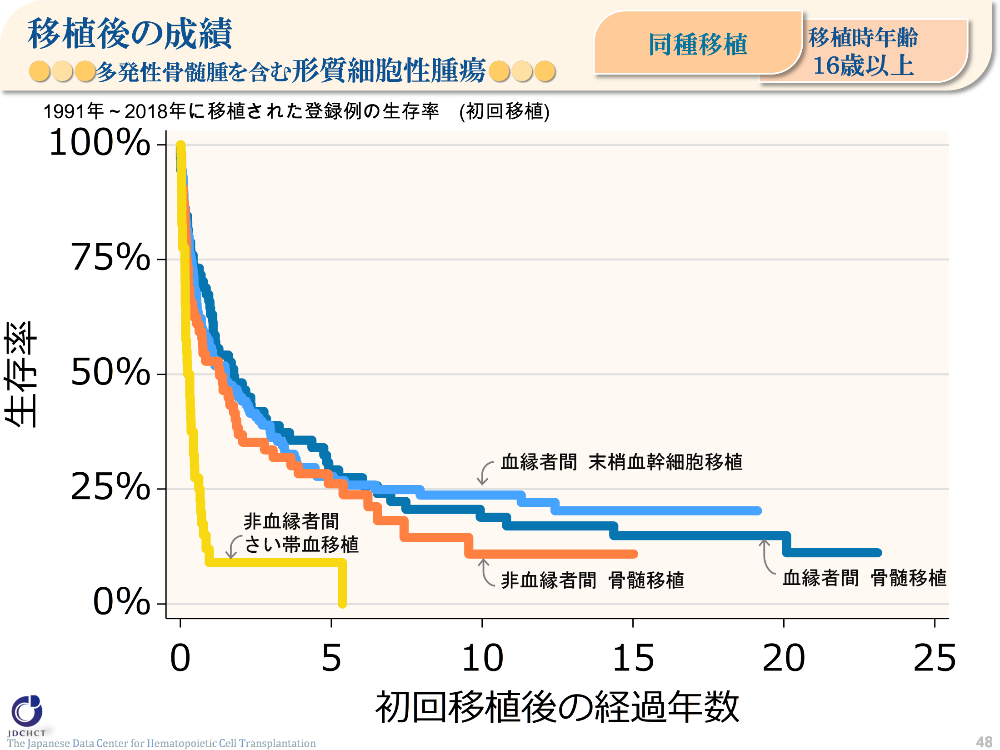 移植後の成績
多発性骨髄腫を含む形質細胞性腫瘍
同種移植
移植時年齢
16歳以上
1991年～2018年に移植された登録例の生存率　(初回移植)
100%
75%
50%
25%
0%
生存率
血縁者間 末梢血幹細胞移植
非血縁者間
さい帯血移植
非血縁者間 骨髄移植
血縁者間 骨髄移植
0 5 10 15 20 25
初回移植後の経過年数
JDCHCT
The Japanese Data Center for Hematopoietic Cell Transplantation
48